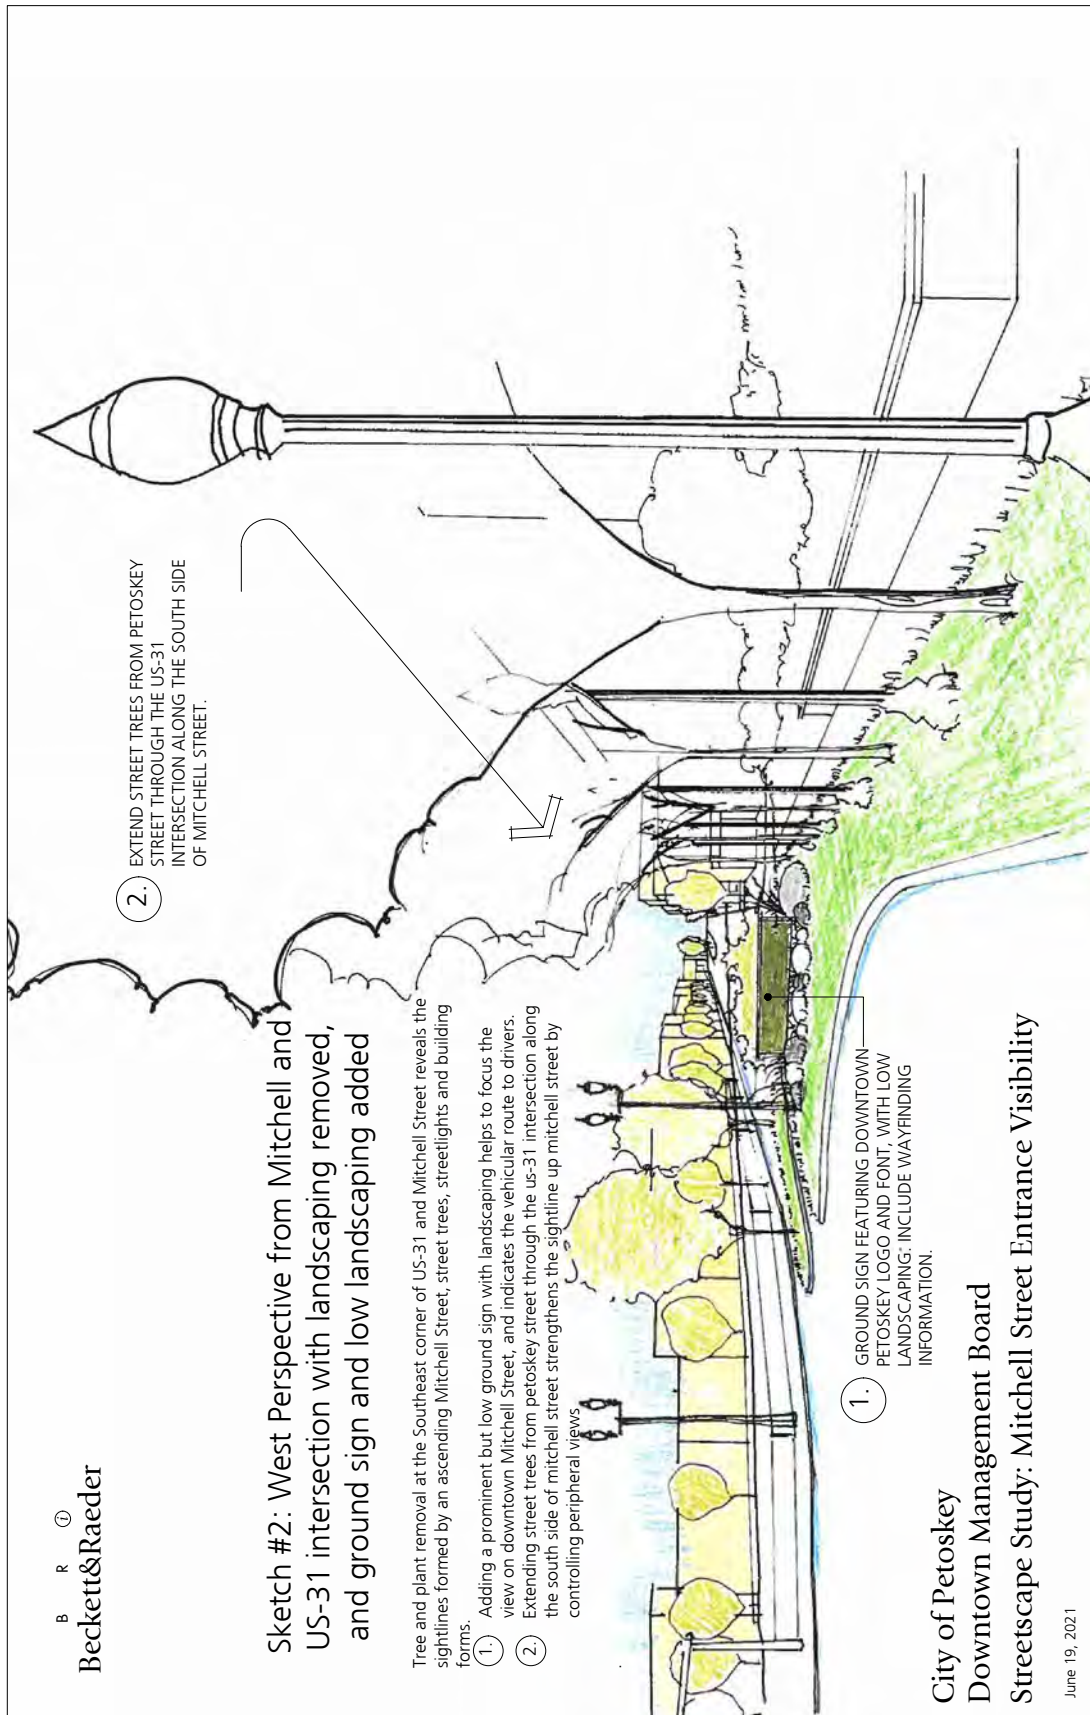 B R i
Beckett&Raeder
Sketch #2: West Perspective from Mitchell and
US-31 intersection with landscaping removed,
and ground sign and low landscaping added
Tree and plant removal at the Southeast corner of US-31 and Mitchell Street reveals the
sightlines formed by an ascending Mitchell Street, street trees, streetlights and building
forms.
1. Adding a prominent but low ground sign with landscaping helps to focus the
view on downtown Mitchell Street, and indicates the vehicular route to drivers.
2. Extending street trees from petoskey street through the us-31 intersection along
the south side of mitchell street strengthens the sightline up mitchell street by
controlling peripheral views
2. EXTEND STREET TREES FROM PETOSKEY
STREET THROUGH THE US-31
INTERSECTION ALONG THE SOUTH SIDE
OF MITCHELL STREET.
1. GROUND SIGN FEATURING DOWNTOWN
PETOSKEY LOGO AND FONT, WITH LOW
LANDSCAPING; INCLUDE WAYFINDING
INFORMATION.
City of Petoskey
Downtown Management Board
Streetscape Study: Mitchell Street Entrance Visibility
June 19, 2021